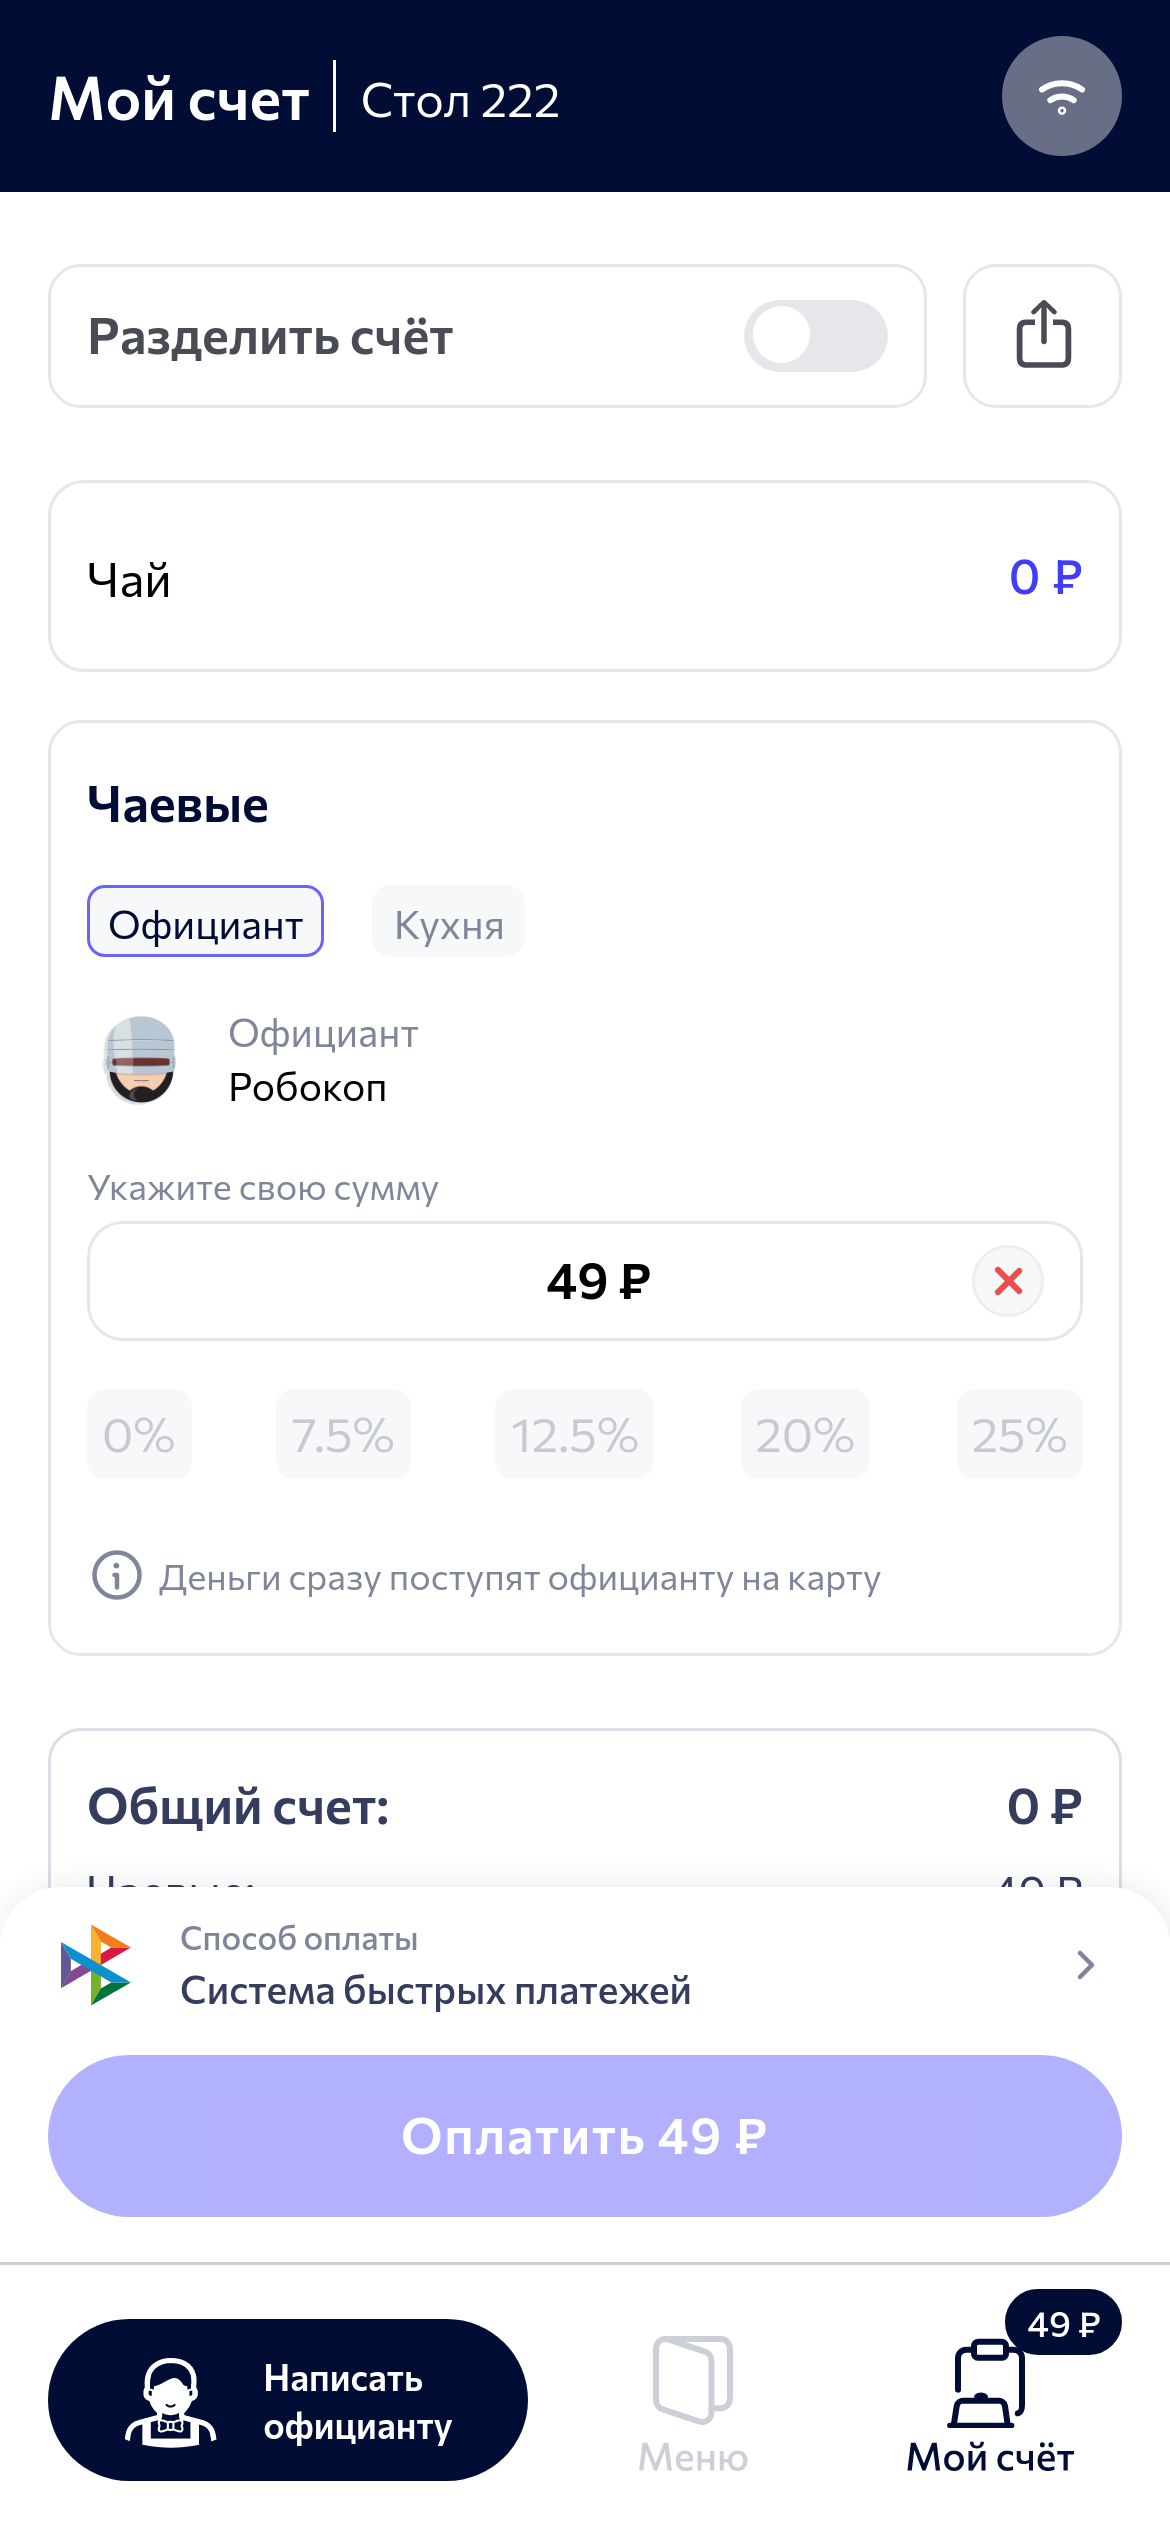 Мой счет
Стол 222
Разделить счёт
Чай 0 ₽
Чаевые
Официант Кухня
Официант
Робокоп
Укажите свою сумму
49 ₽
0% 7.5% 12.5% 20% 25%
Деньги сразу поступят официанту на карту
Общий счет: 0 ₽
Чаевые: 49 ₽
Способ оплаты
Система быстрых платежей
Оплатить 49 ₽
49 ₽
Написать
официанту
Меню
Мой счёт